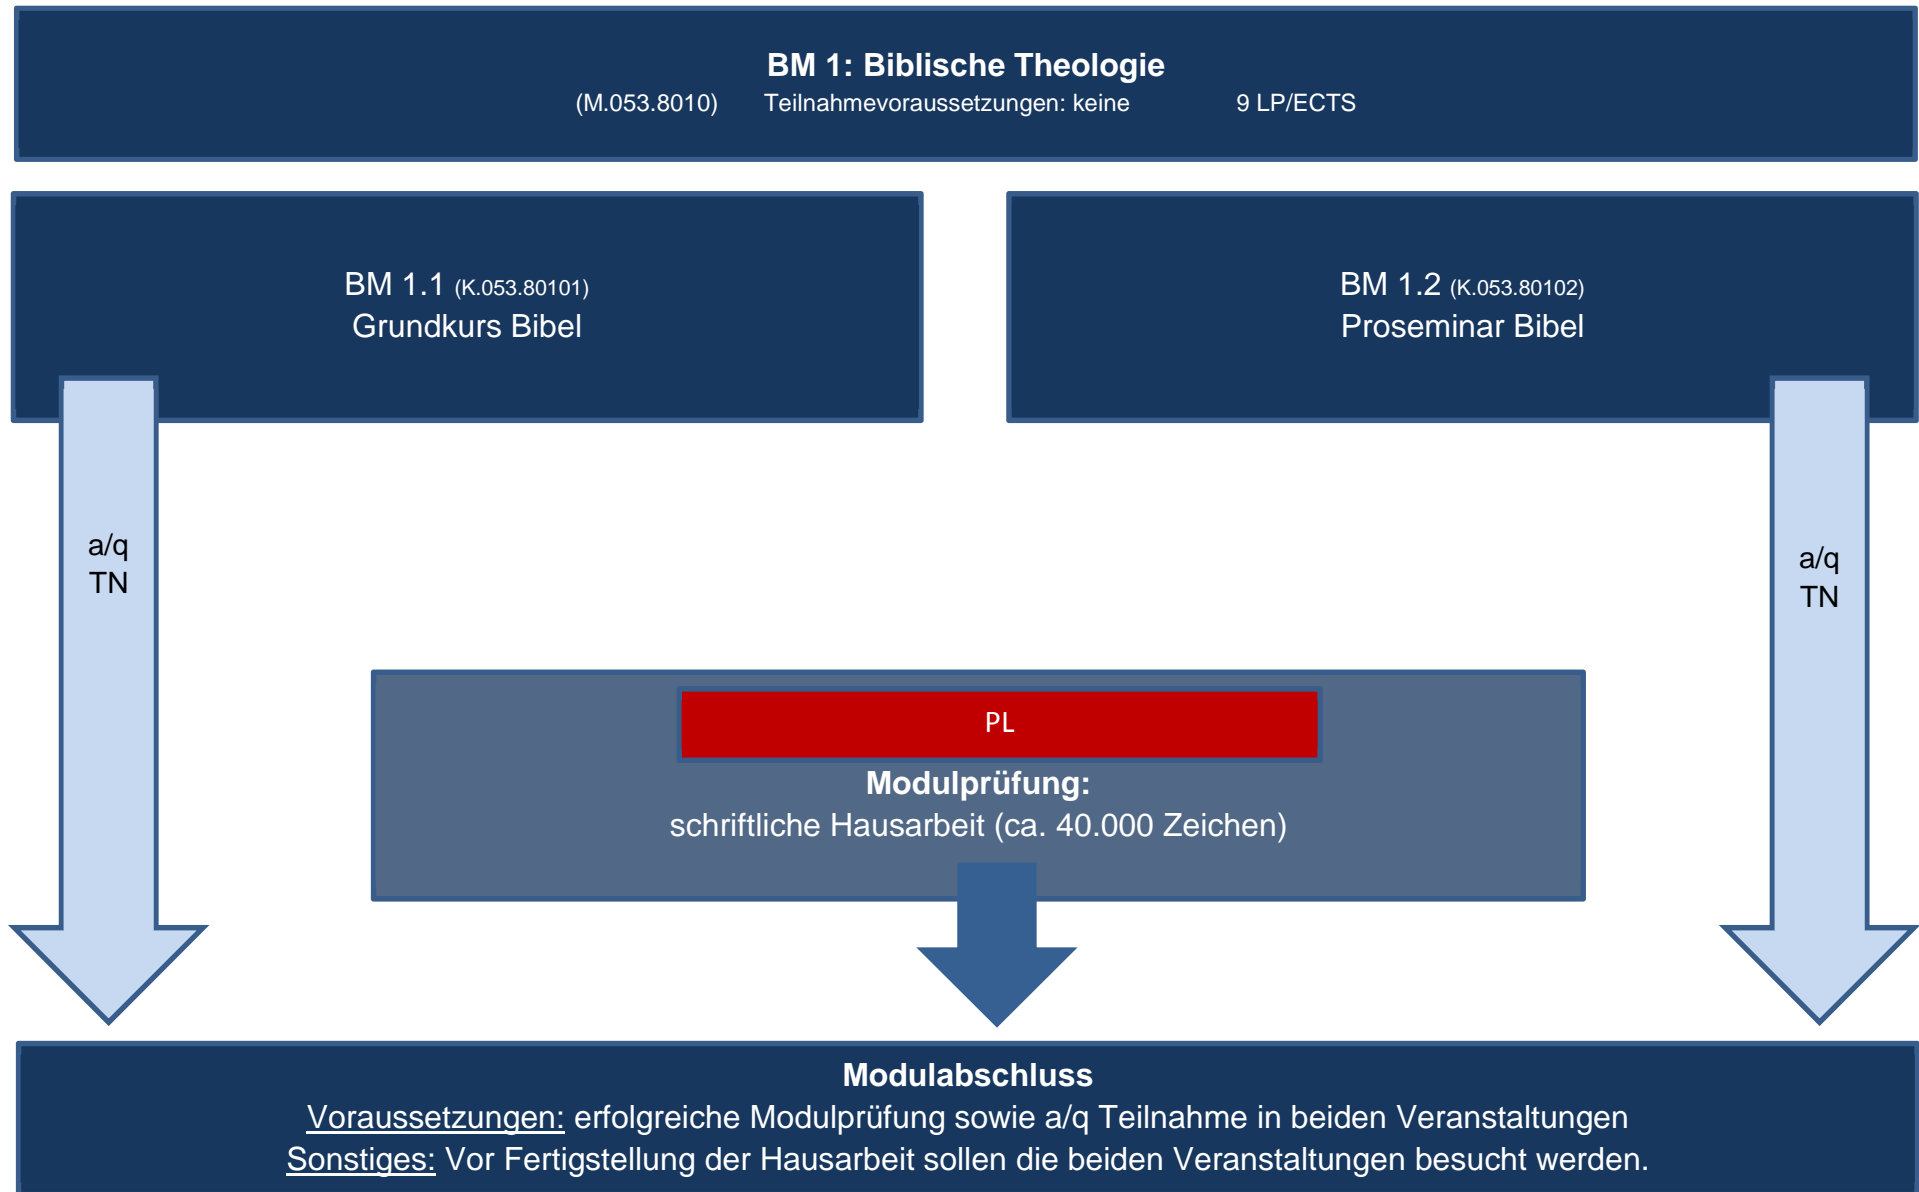 BM 1: Biblische Theologie
(M.053.8010) Teilnahmevoraussetzungen: keine 9 LP/ECTS
BM 1.1 (K.053.80101)
Grundkurs Bibel
BM 1.2 (K.053.80102)
Proseminar Bibel
a/q
TN
a/q
TN
PL
Modulprüfung:
schriftliche Hausarbeit (ca. 40.000 Zeichen)
Modulabschluss
Voraussetzungen: erfolgreiche Modulprüfung sowie a/q Teilnahme in beiden Veranstaltungen
Sonstiges: Vor Fertigstellung der Hausarbeit sollen die beiden Veranstaltungen besucht werden.